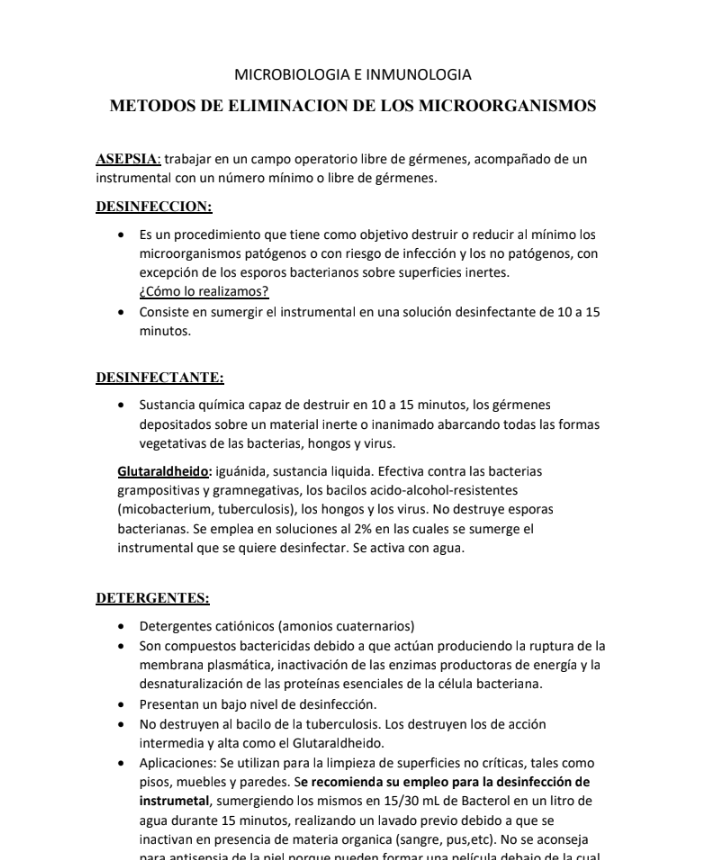 MICROBIOLOGIA E INMUNOLOGIA
METODOS DE ELIMINACION DE LOS MICROORGANISMOS
ASEPSIA: trabajar en un campo operatorio libre de gérmenes, acompañado de un
instrumental con un número mínimo o libre de gérmenes.
DESINFECCION:
• Es un procedimiento que tiene como objetivo destruir o reducir al mínimo los
microorganismos patógenos o con riesgo de infección y los no patógenos, con
excepción de los esporos bacterianos sobre superficies inertes.
¿Cómo lo realizamos?
• Consiste en sumergir el instrumental en una solución desinfectante de 10 a 15
minutos.
DESINFECTANTE:
• Sustancia química capaz de destruir en 10 a 15 minutos, los gérmenes
depositados sobre un material inerte o inanimado abarcando todas las formas
vegetativas de las bacterias, hongos y virus.
Glutaraldheido: iguánida, sustancia liquida. Efectiva contra las bacterias
grampositivas y gramnegativas, los bacilos acido-alcohol-resistentes
(micobacterium, tuberculosis), los hongos y los virus. No destruye esporas
bacterianas. Se emplea en soluciones al 2% en las cuales se sumerge el
instrumental que se quiere desinfectar. Se activa con agua.
DETERGENTES:
• Detergentes catiónicos (amonios cuaternarios)
• Son compuestos bactericidas debido a que actúan produciendo la ruptura de la
membrana plasmática, inactivación de las enzimas productoras de energía y la
desnaturalización de las proteínas esenciales de la célula bacteriana.
• Presentan un bajo nivel de desinfección.
• No destruyen al bacilo de la tuberculosis. Los destruyen los de acción
intermedia y alta como el Glutaraldheido.
• Aplicaciones: Se utilizan para la limpieza de superficies no críticas, tales como
pisos, muebles y paredes. Se recomienda su empleo para la desinfección de
instrumetal, sumergiendo los mismos en 15/30 mL de Bacterol en un litro de
agua durante 15 minutos, realizando un lavado previo debido a que se
inactivan en presencia de materia organica (sangre, pus,etc). No se aconseja
para antisepsia de la piel porque pueden formar una película debajo de la cual